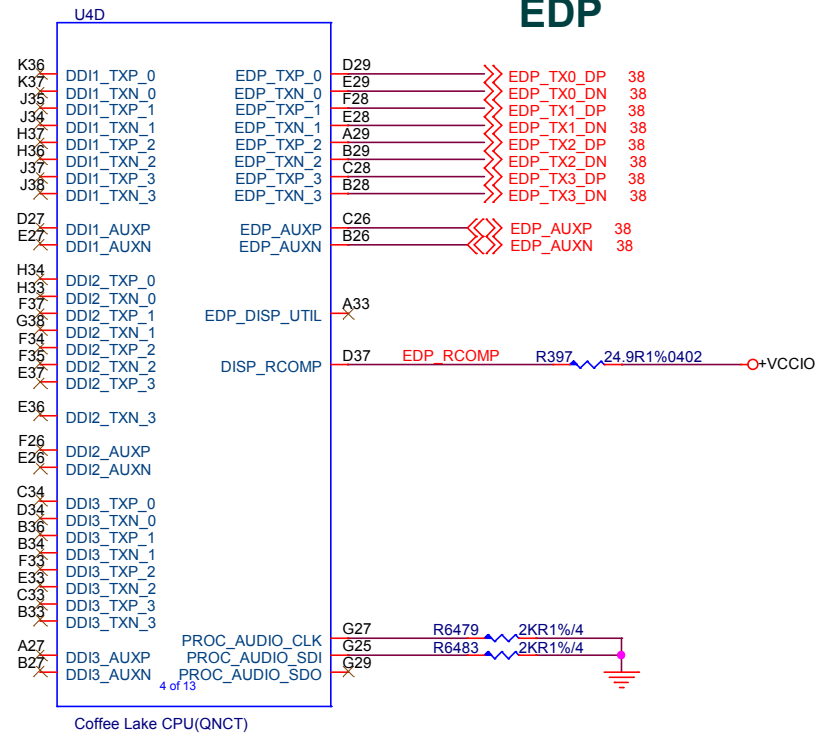 EDP
U4D
K36 DDI1_TXP_0 EDP_TXP_0 D29 EDP_TX0_DP 38
K37 DDI1_TXN_0 EDP_TXN_0 E29 EDP_TX0_DN 38
J35 DDI1_TXP_1 EDP_TXP_1 F28 EDP_TX1_DP 38
J34 DDI1_TXN_1 EDP_TXN_1 E28 EDP_TX1_DN 38
H37 DDI1_TXP_2 EDP_TXP_2 A29 EDP_TX2_DP 38
H36 DDI1_TXN_2 EDP_TXN_2 B29 EDP_TX2_DN 38
J37 DDI1_TXP_3 EDP_TXP_3 C28 EDP_TX3_DP 38
J38 DDI1_TXN_3 EDP_TXN_3 B28 EDP_TX3_DN 38
D27 DDI1_AUXP EDP_AUXP C26 EDP_AUXP 38
E27 DDI1_AUXN EDP_AUXN B26 EDP_AUXN 38
H34 DDI2_TXP_0
H33 DDI2_TXN_0
F37 DDI2_TXP_1 EDP_DISP_UTIL A33
G38 DDI2_TXN_1
F34 DDI2_TXP_2
F35 DDI2_TXN_2 DISP_RCOMP D37 EDP_RCOMP R397 24.9R1%0402 +VCCIO
E37 DDI2_TXP_3
E36 DDI2_TXN_3
F26 DDI2_AUXP
E26 DDI2_AUXN
C34 DDI3_TXP_0
D34 DDI3_TXN_0
B36 DDI3_TXP_1
B34 DDI3_TXN_1
F33 DDI3_TXP_2
E33 DDI3_TXN_2
C33 DDI3_TXP_3
B33 DDI3_TXN_3
PROC_AUDIO_CLK G27 R6479 2KR1%/4
A27 DDI3_AUXP PROC_AUDIO_SDI G25 R6483 2KR1%/4
B27 DDI3_AUXN PROC_AUDIO_SDO G29
4 of 13
Coffee Lake CPU(QNCT)